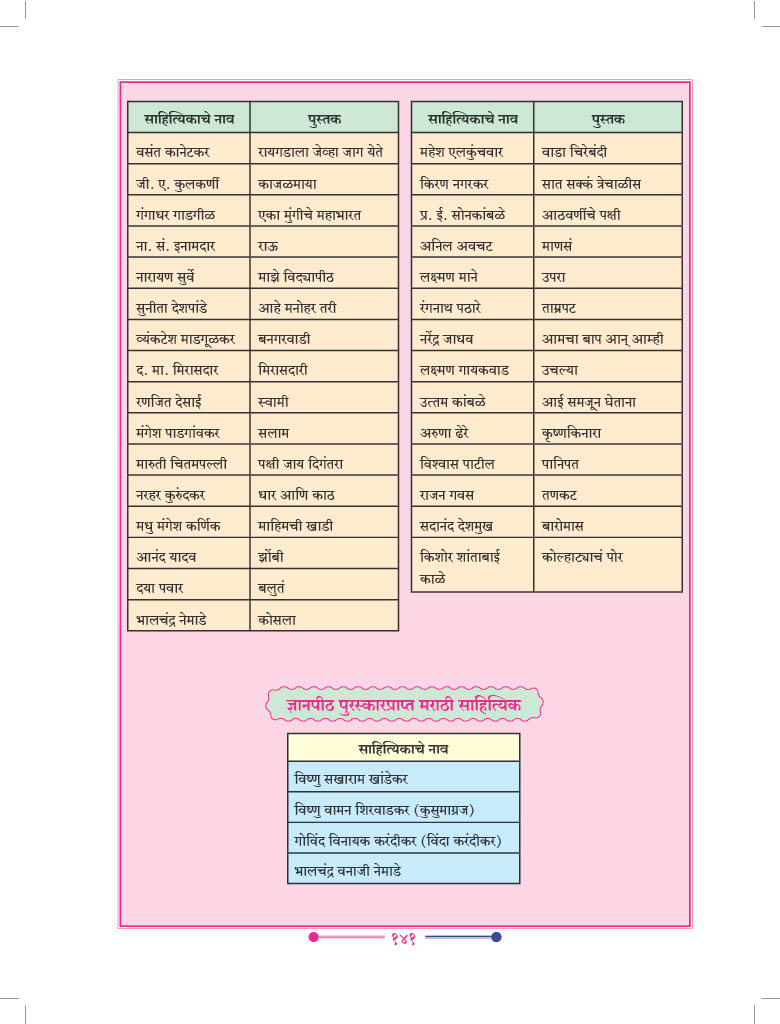 साहित्यिकाचे नाव पुस्तक
वसंत कानेटकर रायगडाला जेव्हा जाग येते
जी. ए. कुलकर्णी काजळमाया
गंगाधर गाडगीळ एका मुंगीचे महाभारत
ना. सं. इनामदार राऊ
नारायण सुर्वे माझे विद्यापीठ
सुनीता देशपांडे आहे मनोहर तरी
व्यंकटेश माडगूळकर बनगरवाडी
द. मा. मिरासदार मिरासदारी
रणजित देसाई स्वामी
मंगेश पाडगांवकर सलाम
मारुती चितमपल्ली पक्षी जाय दिगंतरा
नरहर कुरुंदकर धार आणि काठ
मधु मंगेश कर्णिक माहिमची खाडी
आनंद यादव झोंबी
दया पवार बलुतं
भालचंद्र नेमाडे कोसला
साहित्यिकाचे नाव पुस्तक
महेश एलकुंचवार वाडा चिरेबंदी
किरण नगरकर सात सक्कं त्रेचाळीस
प्र. ई. सोनकांबळे आठवणींचे पक्षी
अनिल अवचट माणसं
लक्ष्मण माने उपरा
रंगनाथ पठारे ताम्रपट
नरेंद्र जाधव आमचा बाप आन् आम्ही
लक्ष्मण गायकवाड उचल्या
उत्तम कांबळे आई समजून घेताना
अरुणा ढेरे कृष्णकिनारा
विश्वास पाटील पानिपत
राजन गवस तणकट
सदानंद देशमुख बारोमास
किशोर शांताबाई कोल्हाट्याचं पोर
काळे
ज्ञानपीठ पुरस्कारप्राप्त मराठी साहित्यिक
साहित्यिकाचे नाव
विष्णु सखाराम खांडेकर
विष्णु वामन शिरवाडकर (कुसुमाग्रज)
गोविंद विनायक करंदीकर (विंदा करंदीकर)
भालचंद्र वनाजी नेमाडे
१४१